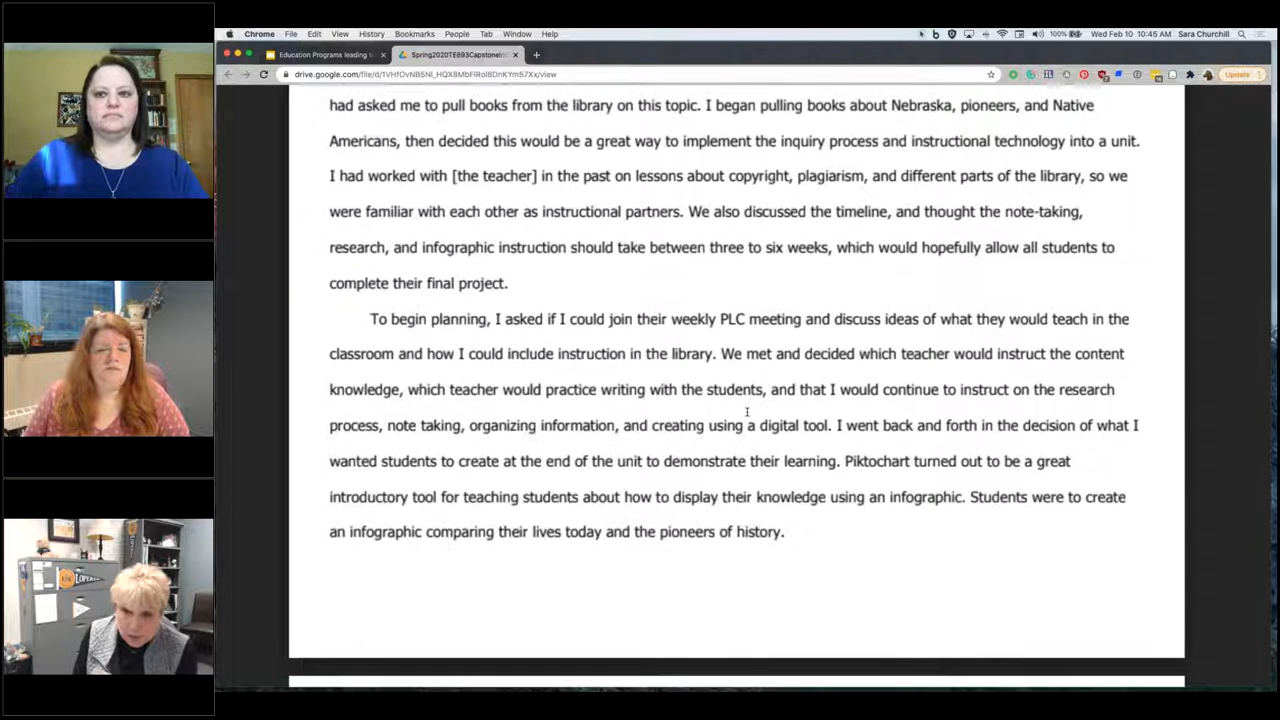 Chrome File Edit View History Bookmarks People Tab Window Help
100% Wed Feb 10 10:45 AM Sara Churchill
Education Programs leading t
Spring2020TE893CapstoneInq
Update
had asked me to pull books from the library on this topic. I began pulling books about Nebraska, pioneers, and Native
Americans, then decided this would be a great way to implement the inquiry process and instructional technology into a unit.
I had worked with [the teacher] in the past on lessons about copyright, plagiarism, and different parts of the library, so we
were familiar with each other as instructional partners. We also discussed the timeline, and thought the note-taking,
research, and infographic instruction should take between three to six weeks, which would hopefully allow all students to
complete their final project.
To begin planning, I asked if I could join their weekly PLC meeting and discuss ideas of what they would teach in the
classroom and how I could include instruction in the library. We met and decided which teacher would instruct the content
knowledge, which teacher would practice writing with the students, and that I would continue to instruct on the research
process, note taking, organizing information, and creating using a digital tool. I went back and forth in the decision of what I
wanted students to create at the end of the unit to demonstrate their learning. Piktochart turned out to be a great
introductory tool for teaching students about how to display their knowledge using an infographic. Students were to create
an infographic comparing their lives today and the pioneers of history.
LOPERS